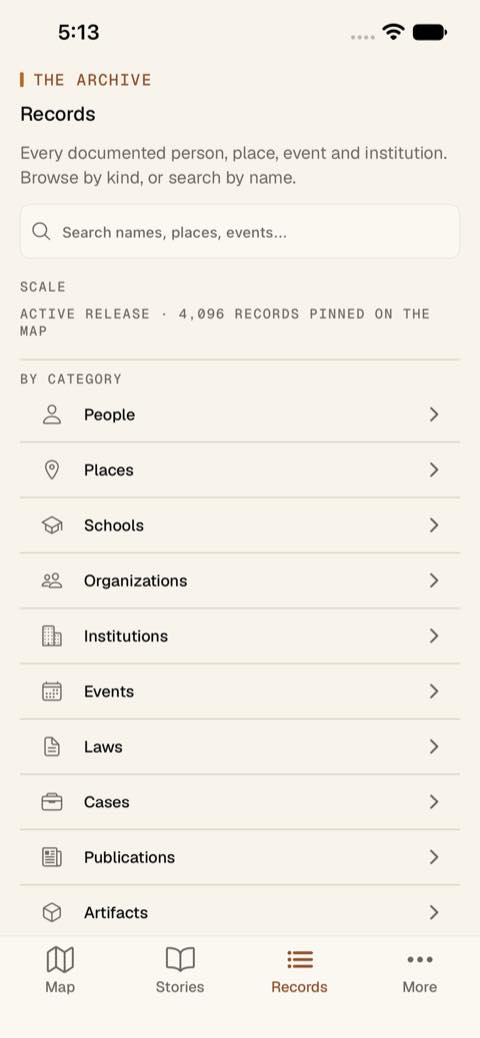 5:13
THE ARCHIVE
Records
Every documented person, place, event and institution.
Browse by kind, or search by name.
Search names, places, events...
SCALE
ACTIVE RELEASE · 4,096 RECORDS PINNED ON THE
MAP
BY CATEGORY
People
Places
Schools
Organizations
Institutions
Events
Laws
Cases
Publications
Artifacts
Map
Stories
Records
More